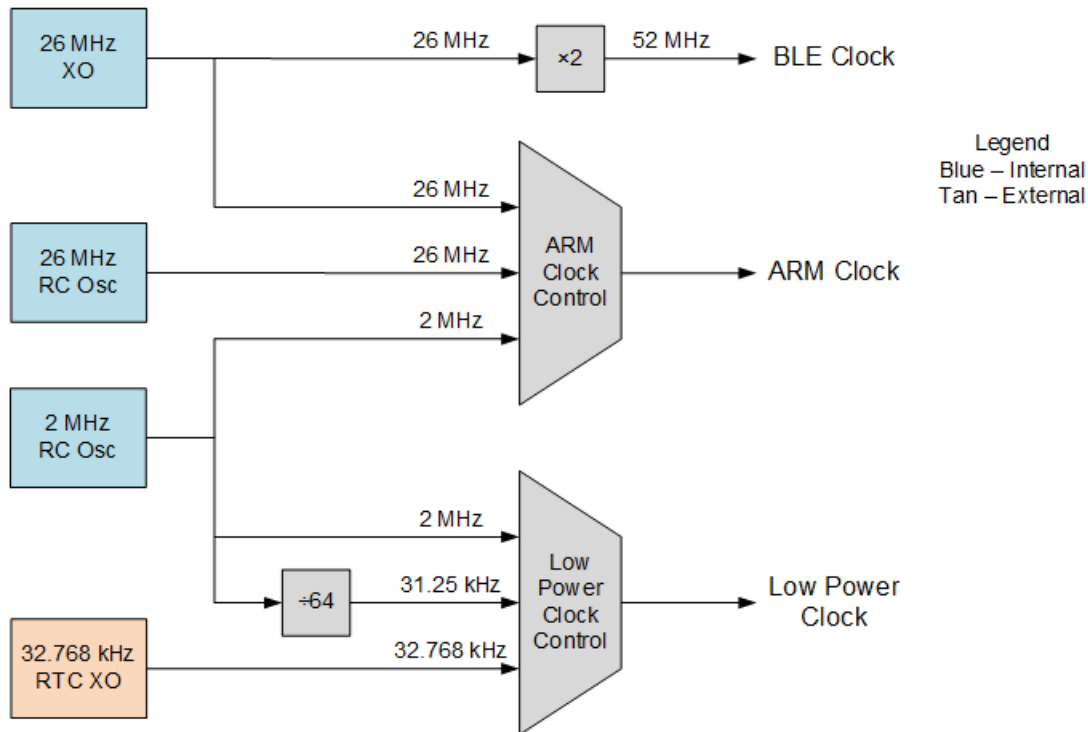 26 MHz
XO
26 MHz
×2
52 MHz
BLE Clock
Legend
Blue – Internal
Tan – External
26 MHz
26 MHz
RC Osc
26 MHz
ARM
Clock
Control
ARM Clock
2 MHz
2 MHz
RC Osc
2 MHz
÷64
31.25 kHz
Low
Power
Clock
Control
Low Power
Clock
32.768 kHz
RTC XO
32.768 kHz